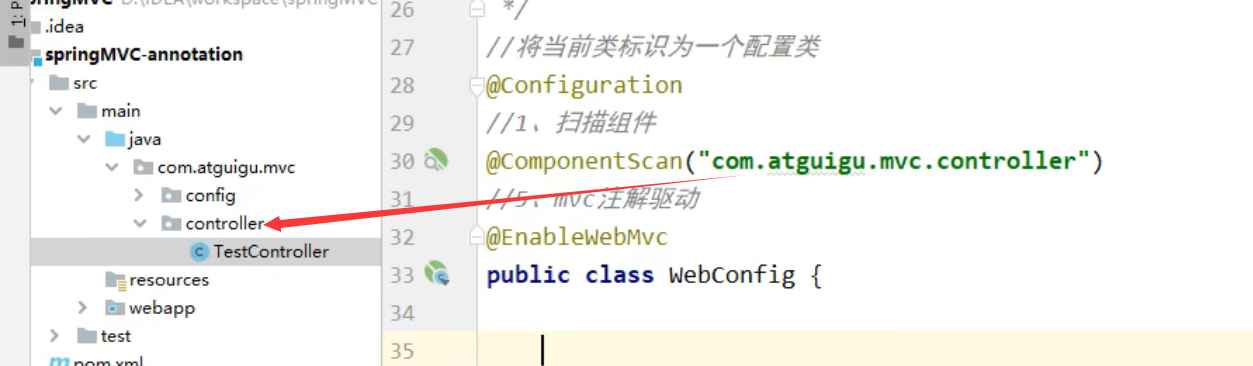 D:\IDEA\workspace\springMVC
.idea
springMVC-annotation
src
main
java
com.atguigu.mvc
config
controller
TestController
resources
webapp
test
pom.xml
26 */
27 //将当前类标识为一个配置类
28 @Configuration
29 //1、扫描组件
30 @ComponentScan("com.atguigu.mvc.controller")
31 //5、mvc注解驱动
32 @EnableWebMvc
33 public class WebConfig {
34
35